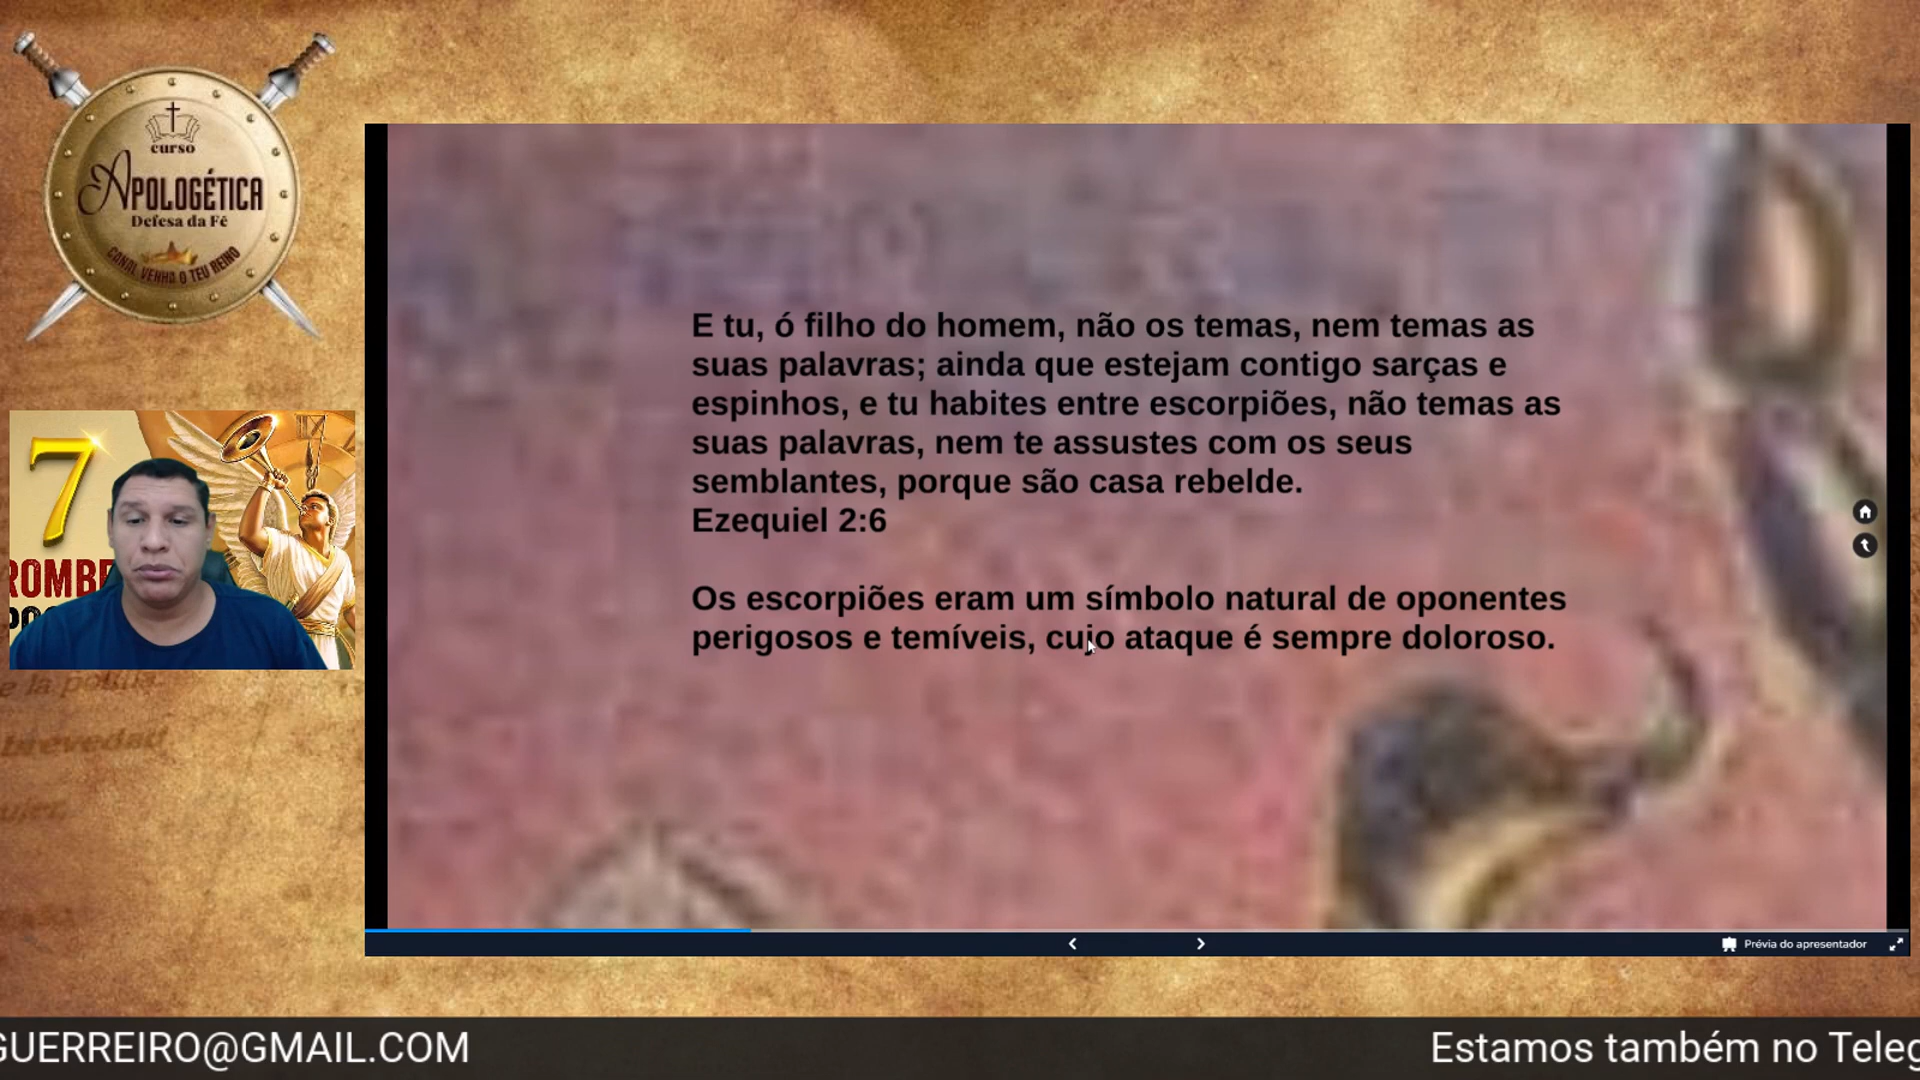 curso
APOLOGÉTICA
Defesa da Fé
CANAL VENHA O TEU REINO
7
E tu, ó filho do homem, não os temas, nem temas as
suas palavras; ainda que estejam contigo sarças e
espinhos, e tu habites entre escorpiões, não temas as
suas palavras, nem te assustes com os seus
semblantes, porque são casa rebelde.
Ezequiel 2:6
Os escorpiões eram um símbolo natural de oponentes
perigosos e temíveis, cujo ataque é sempre doloroso.
Prévia do apresentador
GUERREIRO@GMAIL.COM
Estamos também no Teleg